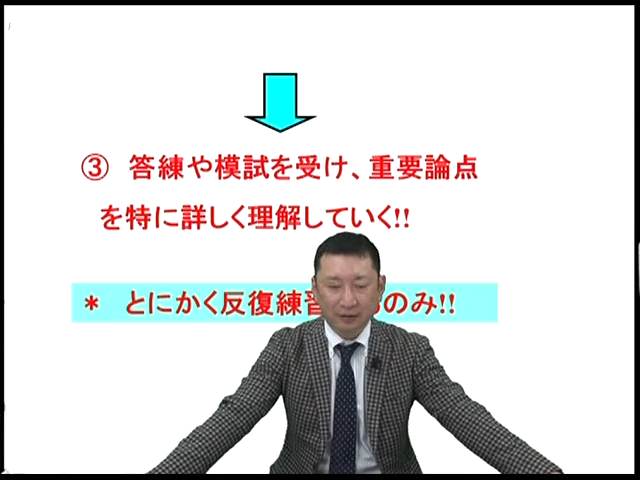 ③ 答練や模試を受け、重要論点
を特に詳しく理解していく!!
* とにかく反復練習 のみ!!